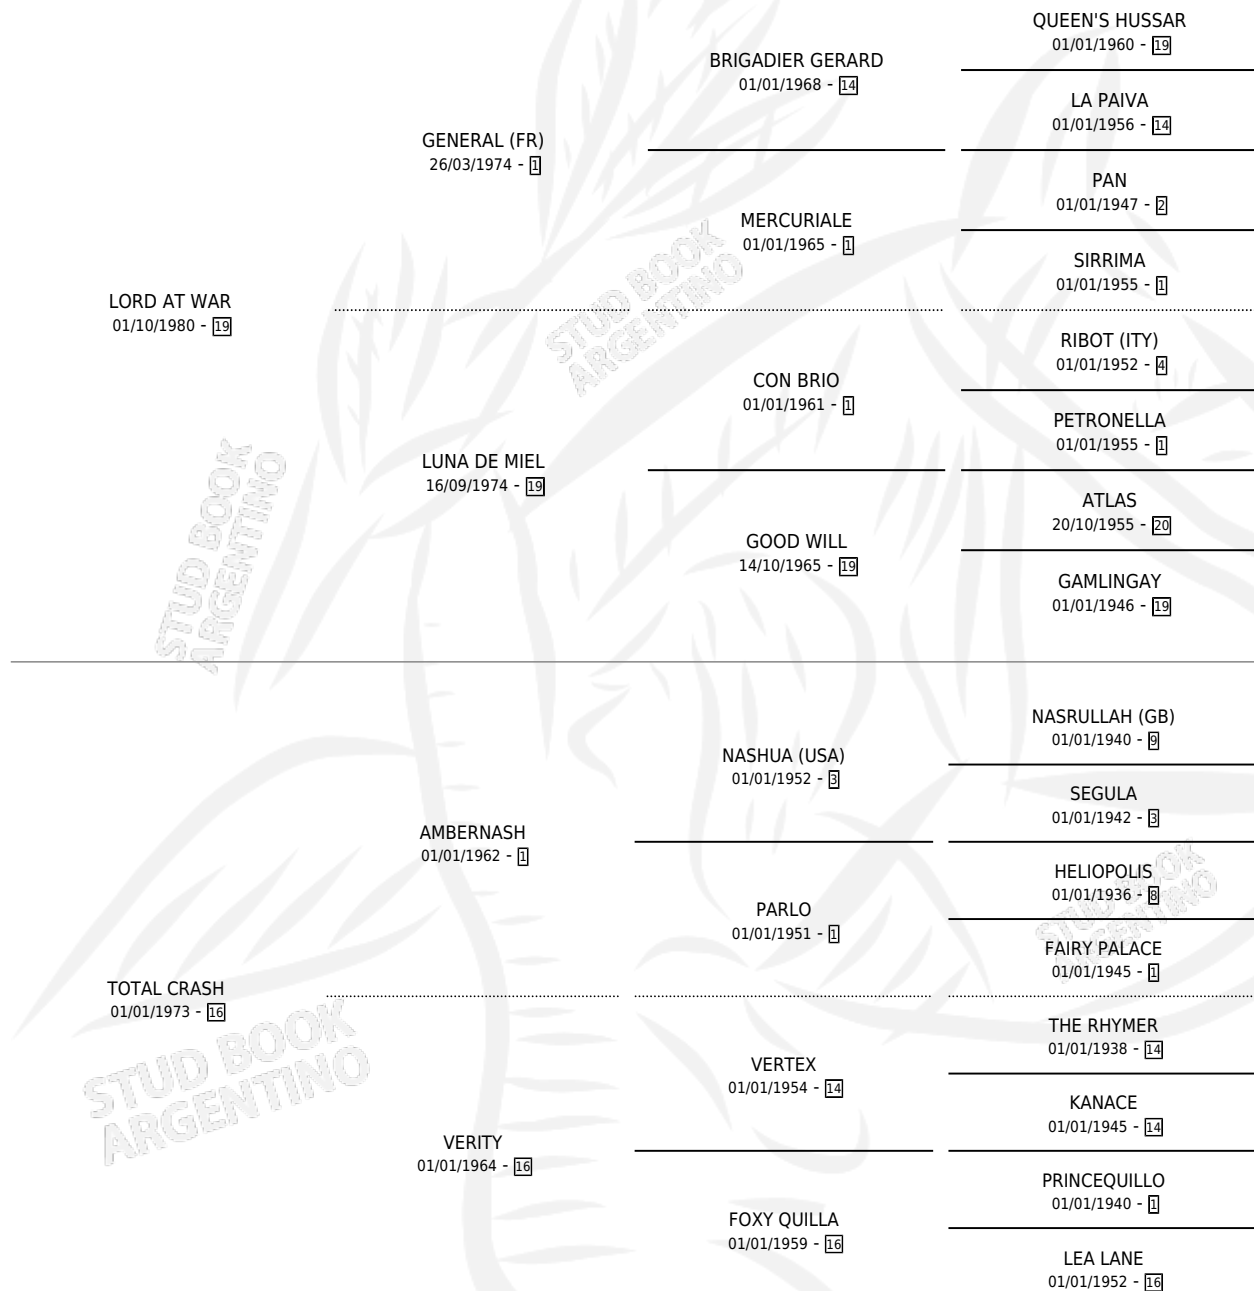 QUEEN'S HUSSAR
01/01/1960 - 19
BRIGADIER GERARD
01/01/1968 - 14
LA PAIVA
01/01/1956 - 14
GENERAL (FR)
26/03/1974 - 1
PAN
01/01/1947 - 2
MERCURIALE
01/01/1965 - 1
SIRRIMA
01/01/1955 - 1
LORD AT WAR
01/10/1980 - 19
RIBOT (ITY)
01/01/1952 - 4
CON BRIO
01/01/1961 - 1
PETRONELLA
01/01/1955 - 1
LUNA DE MIEL
16/09/1974 - 19
ATLAS
20/10/1955 - 20
GOOD WILL
14/10/1965 - 19
GAMLINGAY
01/01/1946 - 19
STUD BOOK
ARGENTINO
STUD BOOK
ARGENTINO
NASRULLAH (GB)
01/01/1940 - 9
NASHUA (USA)
01/01/1952 - 3
SEGULA
01/01/1942 - 3
AMBERNASH
01/01/1962 - 1
HELIOPOLIS
01/01/1936 - 8
PARLO
01/01/1951 - 1
FAIRY PALACE
01/01/1945 - 1
STUD BOOK
ARGENTINO
TOTAL CRASH
01/01/1973 - 16
THE RHYMER
01/01/1938 - 14
VERTEX
01/01/1954 - 14
KANACE
01/01/1945 - 14
STUD BOOK
ARGENTINO
VERITY
01/01/1964 - 16
PRINCEQUILLO
01/01/1940 - 1
FOXY QUILLA
01/01/1959 - 16
LEA LANE
01/01/1952 - 16